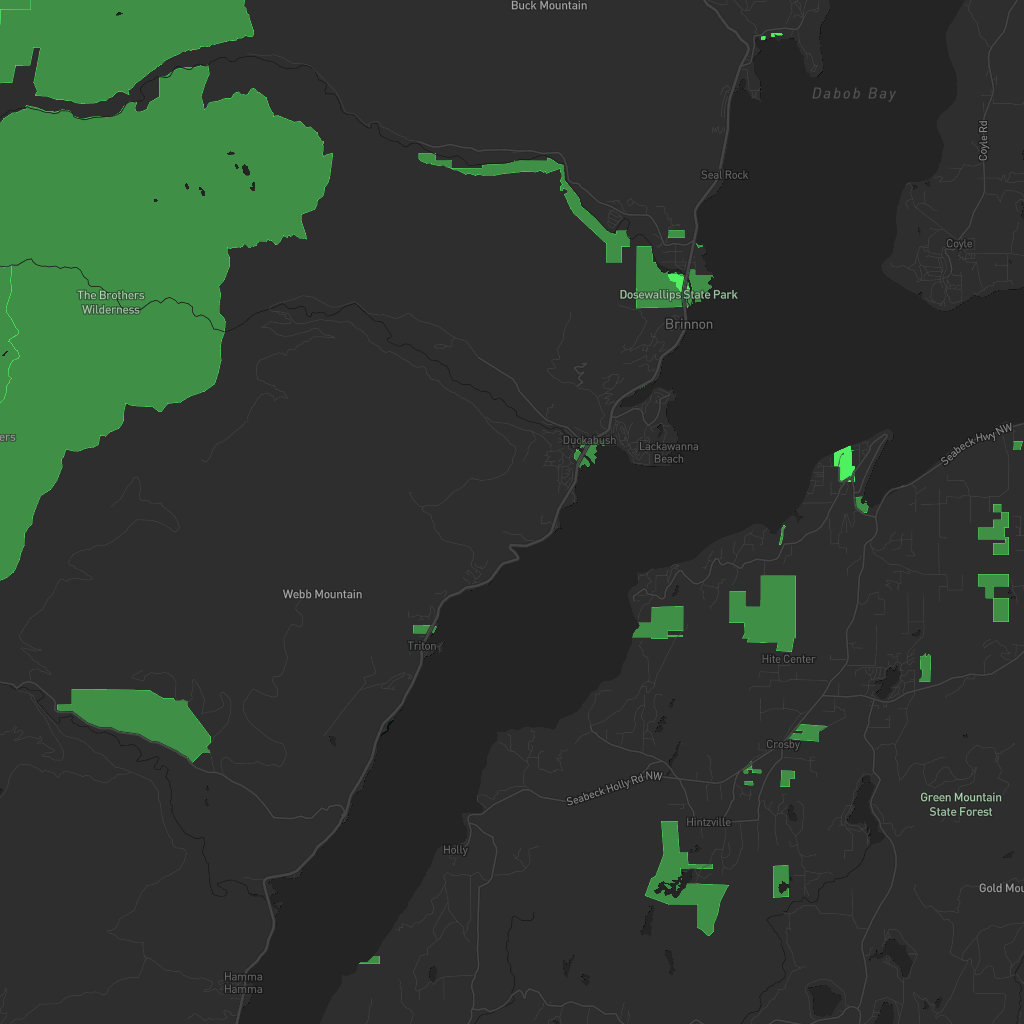 Buck Mountain
Dabob Bay
Coyle Rd
Seal Rock
Coyle
The Brothers
Wilderness
Dosewallips State Park
Brinnon
ers
Duckabush
Lackawanna
Beach
Seabeck Hwy NW
Webb Mountain
Triton
Hite Center
Crosby
Seabeck Holly Rd NW
Green Mountain
State Forest
Hintzville
Holly
Gold Mou
Hamma
Hamma